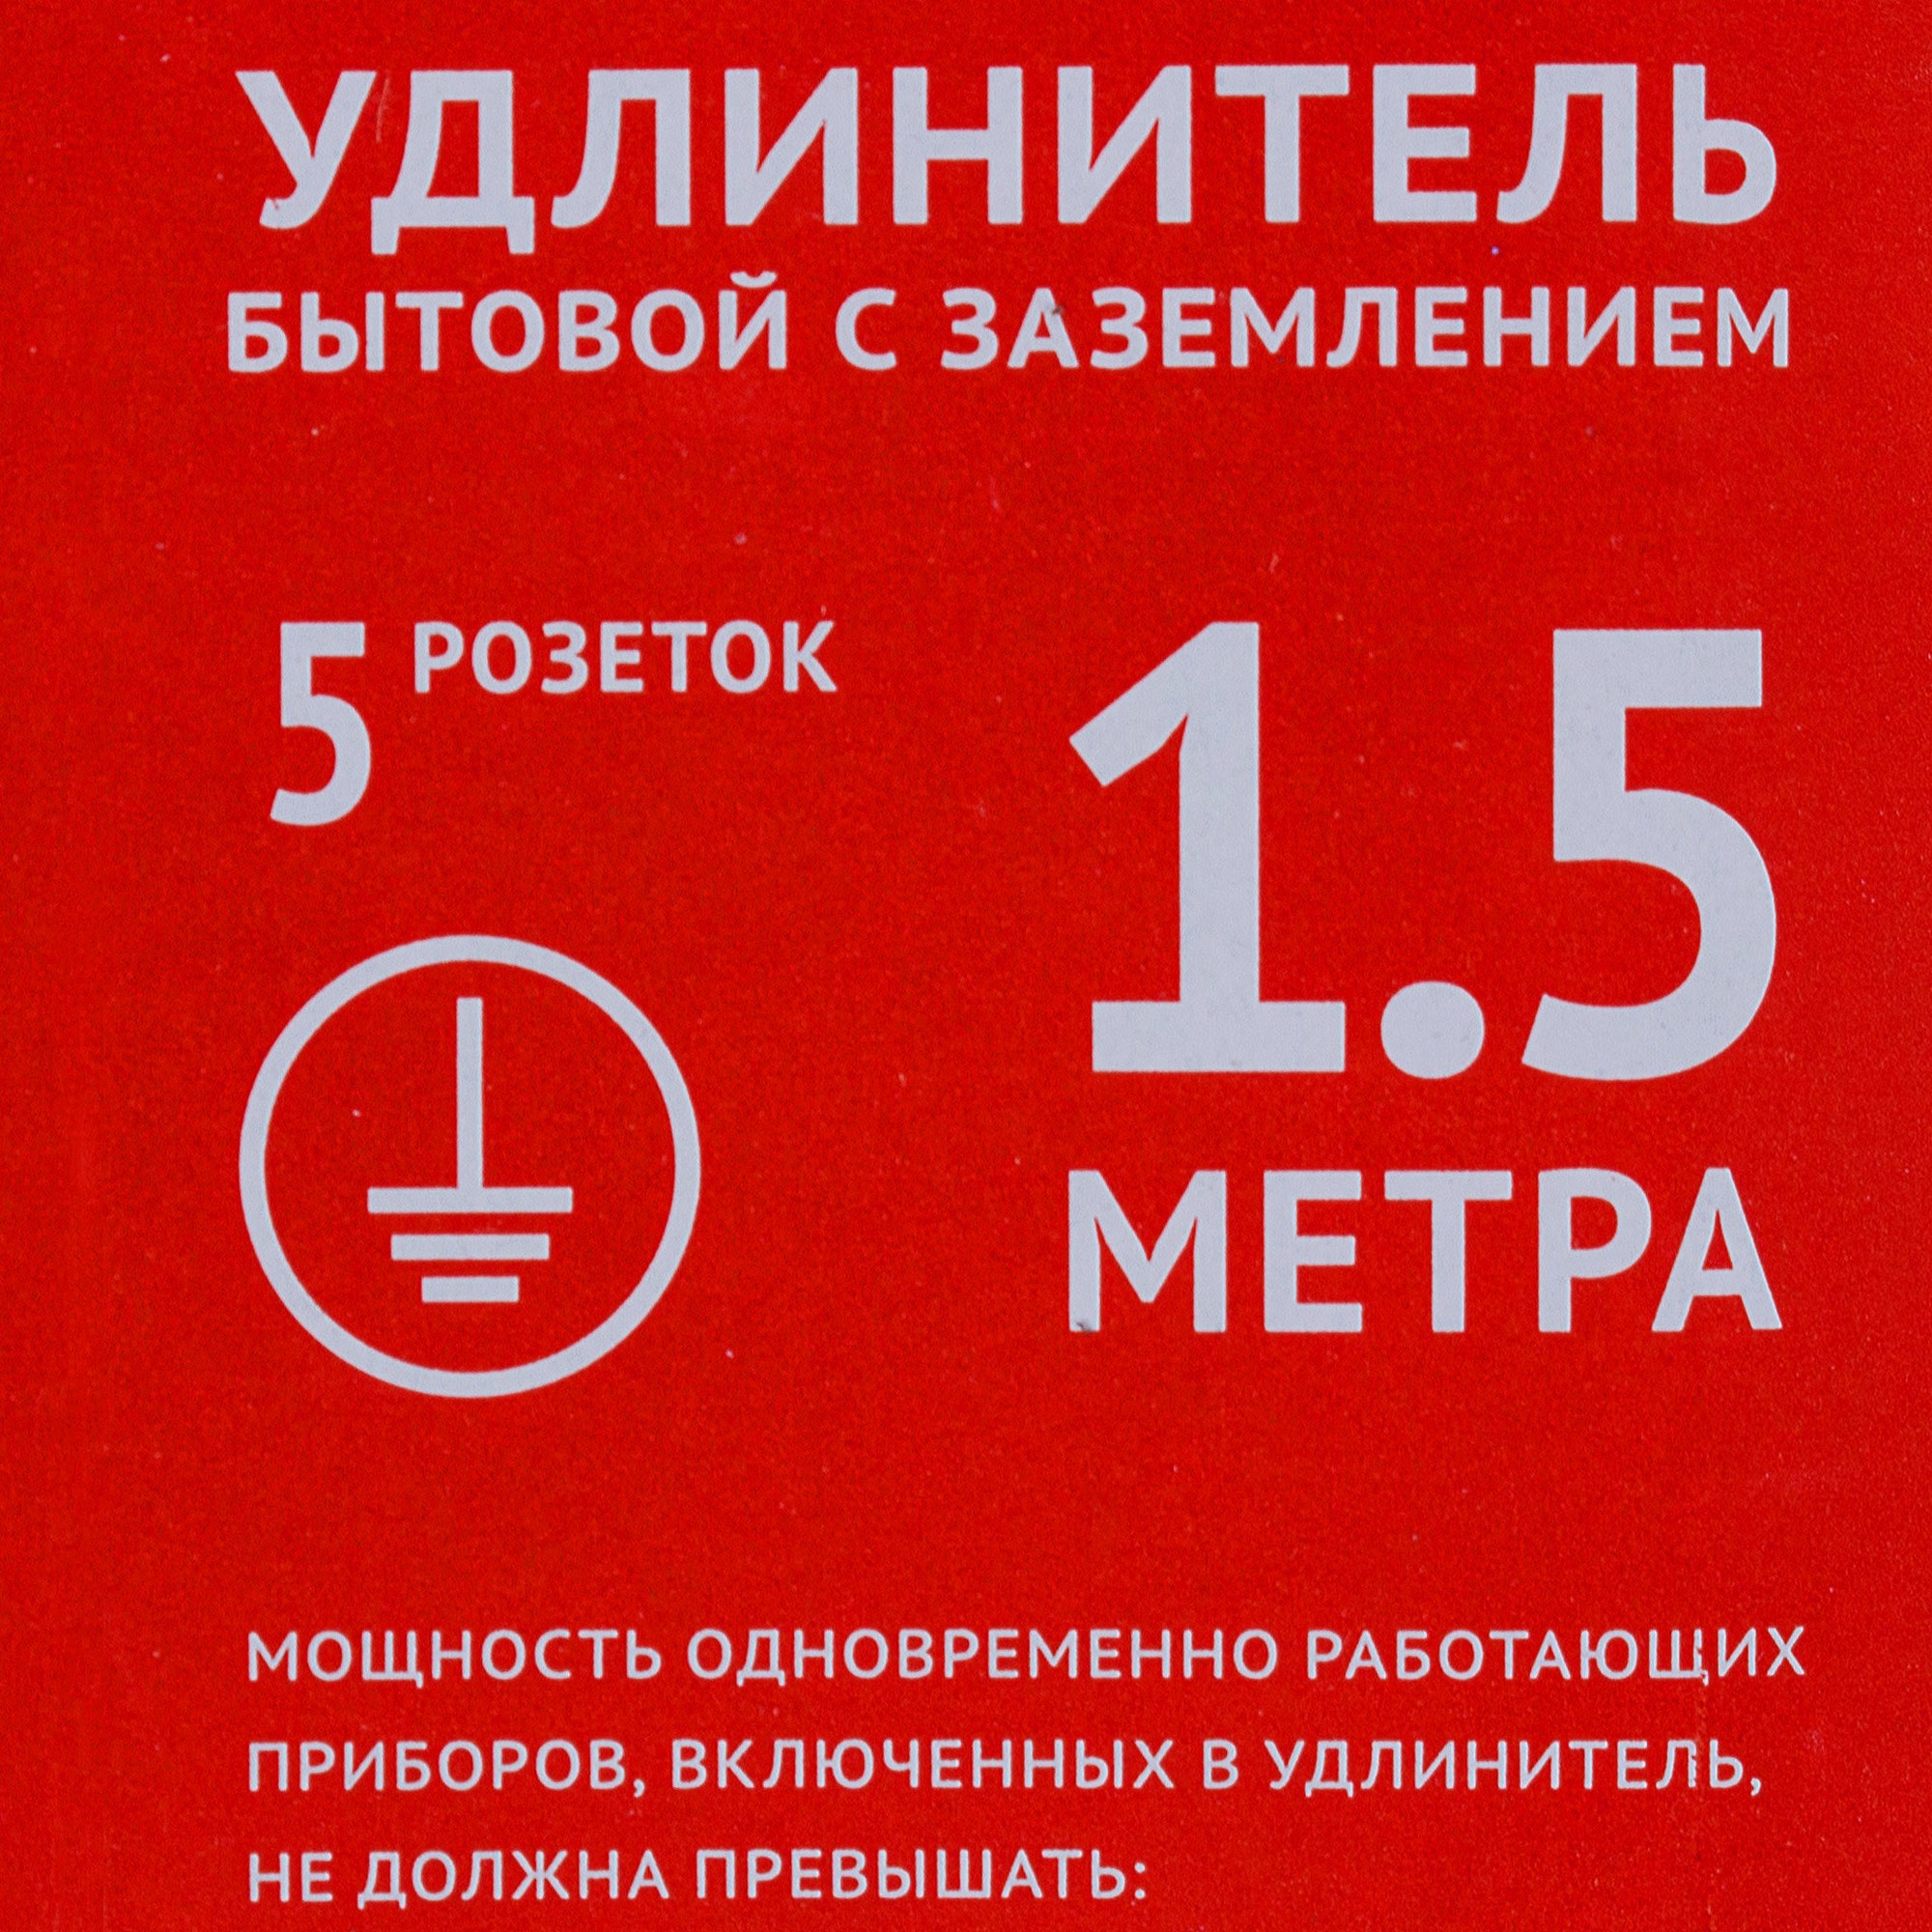 УДЛИНИТЕЛЬ
БЫТОВОЙ С ЗАЗЕМЛЕНИЕМ
5 РОЗЕТОК
1.5
МЕТРА
МОЩНОСТЬ ОДНОВРЕМЕННО РАБОТАЮЩИХ
ПРИБОРОВ, ВКЛЮЧЕННЫХ В УДЛИНИТЕЛЬ,
НЕ ДОЛЖНА ПРЕВЫШАТЬ: